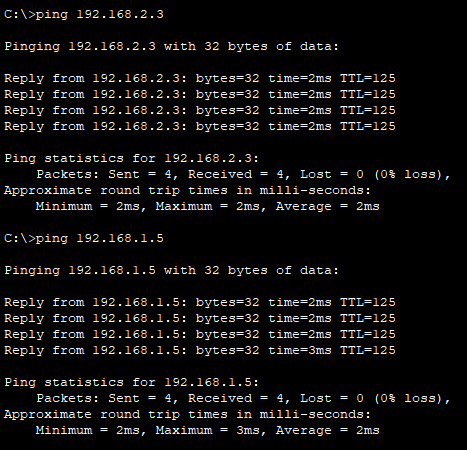 C:\>ping 192.168.2.3
Pinging 192.168.2.3 with 32 bytes of data:
Reply from 192.168.2.3: bytes=32 time=2ms TTL=125
Reply from 192.168.2.3: bytes=32 time=2ms TTL=125
Reply from 192.168.2.3: bytes=32 time=2ms TTL=125
Reply from 192.168.2.3: bytes=32 time=2ms TTL=125
Ping statistics for 192.168.2.3:
    Packets: Sent = 4, Received = 4, Lost = 0 (0% loss),
Approximate round trip times in milli-seconds:
    Minimum = 2ms, Maximum = 2ms, Average = 2ms
C:\>ping 192.168.1.5
Pinging 192.168.1.5 with 32 bytes of data:
Reply from 192.168.1.5: bytes=32 time=2ms TTL=125
Reply from 192.168.1.5: bytes=32 time=2ms TTL=125
Reply from 192.168.1.5: bytes=32 time=2ms TTL=125
Reply from 192.168.1.5: bytes=32 time=3ms TTL=125
Ping statistics for 192.168.1.5:
    Packets: Sent = 4, Received = 4, Lost = 0 (0% loss),
Approximate round trip times in milli-seconds:
    Minimum = 2ms, Maximum = 3ms, Average = 2ms